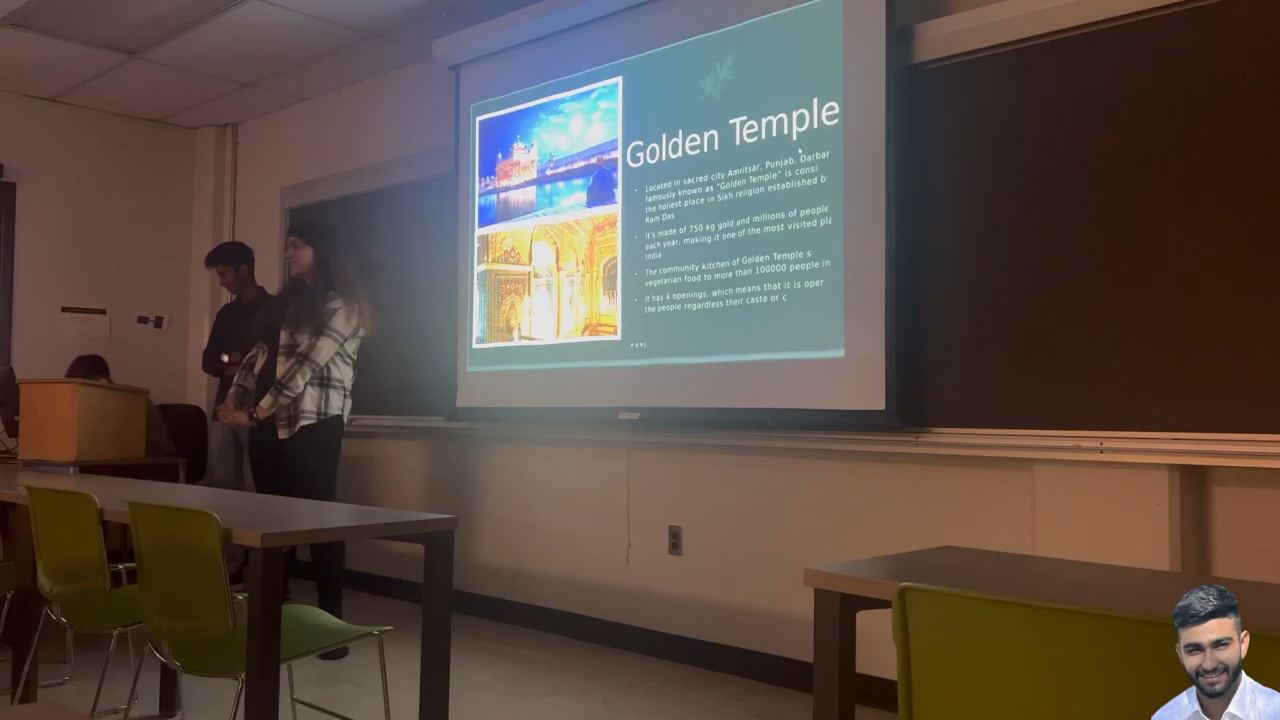 Golden Temple
Located in sacred city Amritsar, Punjab. Darbar
famously known as "Golden Temple" is consi
the holiest place in Sikh religion established b
Ram Das
It's made of 750 kg gold and millions of people
each year, making it one of the most visited pla
India
The community kitchen of Golden Temple s
vegetarian food to more than 100000 people in
It has 4 openings, which means that it is oper
the people regardless their caste or c